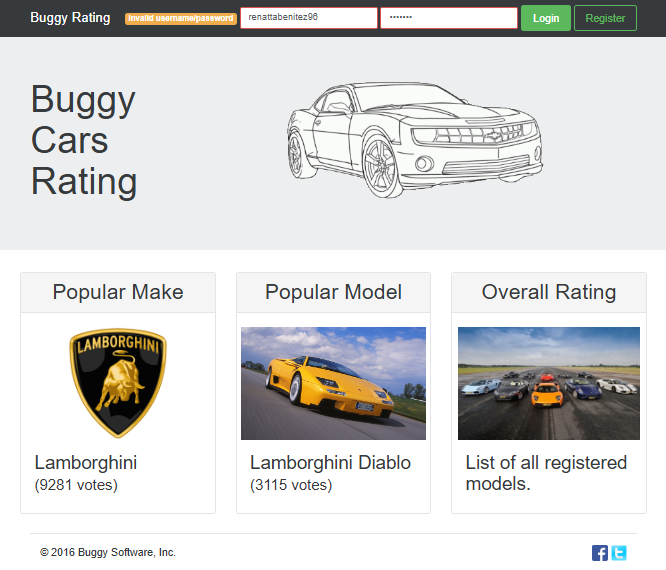 Buggy Rating
Invalid username/password
renattabenitez96
•••••••
Login
Register
Buggy
Cars
Rating
Popular Make
Popular Model
Overall Rating
LAMBORGHINI
Lamborghini
(9281 votes)
Lamborghini Diablo
(3115 votes)
List of all registered
models.
© 2016 Buggy Software, Inc.